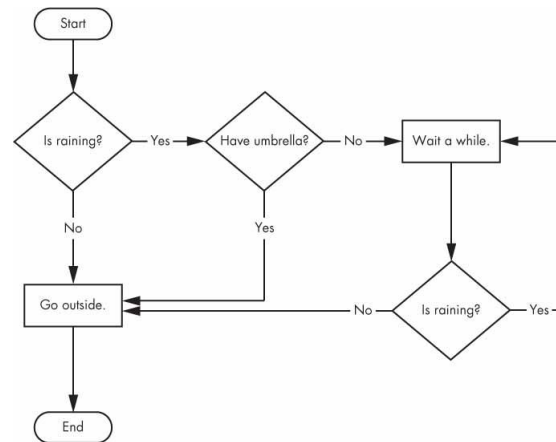 Start
Is raining?
Yes
Have umbrella?
No
Wait a while.
No
Yes
Go outside.
No
Is raining?
Yes
End